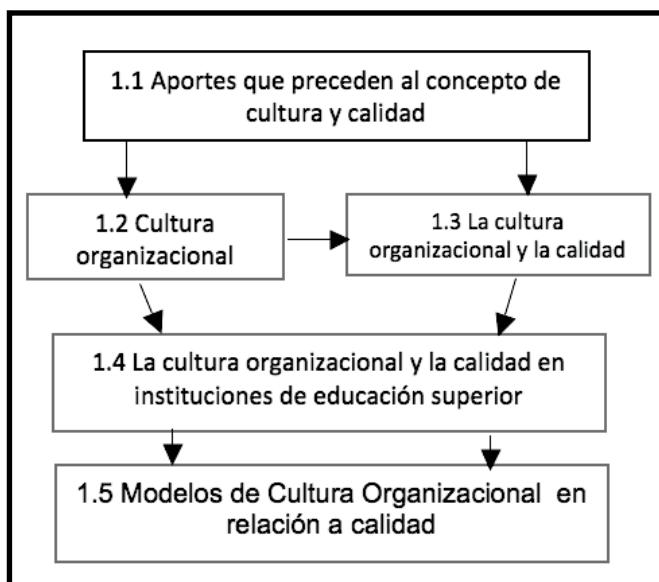 1.1 Aportes que preceden al concepto de
cultura y calidad
1.2 Cultura
organizacional
1.3 La cultura
organizacional y la calidad
1.4 La cultura organizacional y la calidad en
instituciones de educación superior
1.5 Modelos de Cultura Organizacional en
relación a calidad